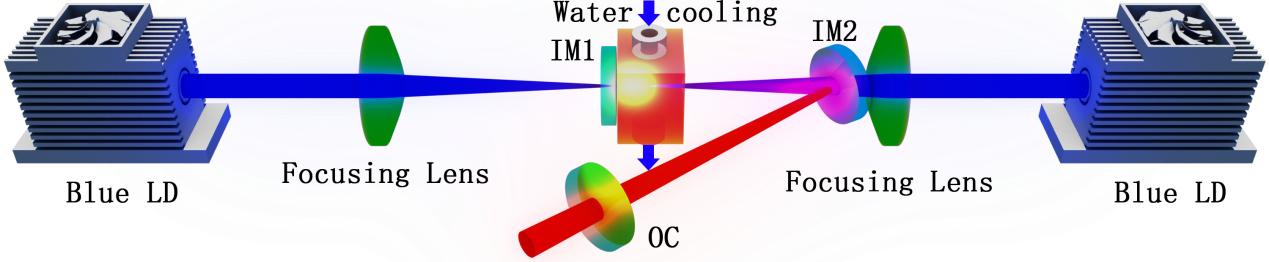 Water cooling
IM1
IM2
Focusing Lens
Focusing Lens
Blue LD
Blue LD
OC